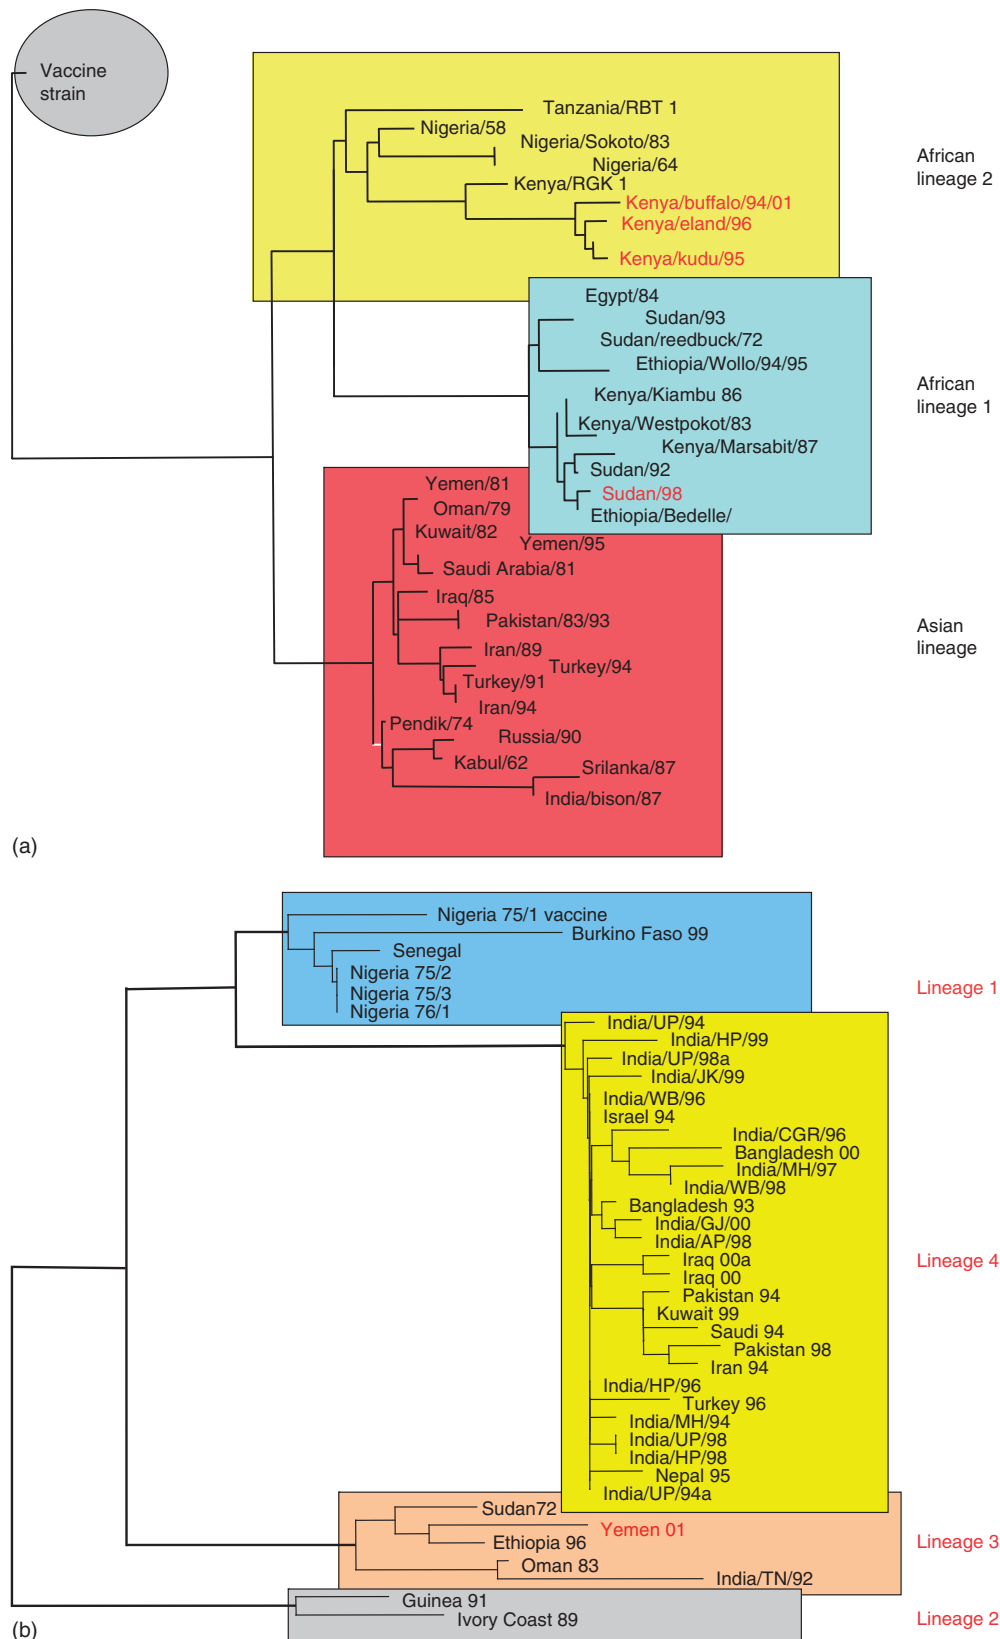 Vaccine
strain
Tanzania/RBT 1
Nigeria/58
Nigeria/Sokoto/83
Nigeria/64
Kenya/RGK 1
Kenya/buffalo/94/01
Kenya/eland/96
Kenya/kudu/95
African
lineage 2
Egypt/84
Sudan/93
Sudan/reedbuck/72
Ethiopia/Wollo/94/95
Kenya/Kiambu 86
Kenya/Westpokot/83
Kenya/Marsabit/87
Sudan/92
Sudan/98
Ethiopia/Bedelle/
African
lineage 1
Yemen/81
Oman/79
Kuwait/82
Yemen/95
Saudi Arabia/81
Iraq/85
Pakistan/83/93
Iran/89
Turkey/94
Turkey/91
Iran/94
Pendik/74
Russia/90
Kabul/62
Srilanka/87
India/bison/87
Asian
lineage
(a)
Nigeria 75/1 vaccine
Burkino Faso 99
Senegal
Nigeria 75/2
Nigeria 75/3
Nigeria 76/1
Lineage 1
India/UP/94
India/HP/99
India/UP/98a
India/JK/99
India/WB/96
Israel 94
India/CGR/96
Bangladesh 00
India/MH/97
India/WB/98
Bangladesh 93
India/GJ/00
India/AP/98
Iraq 00a
Iraq 00
Pakistan 94
Kuwait 99
Saudi 94
Pakistan 98
Iran 94
India/HP/96
Turkey 96
India/MH/94
India/UP/98
India/HP/98
Nepal 95
India/UP/94a
Lineage 4
Sudan72
Yemen 01
Ethiopia 96
Oman 83
India/TN/92
Lineage 3
Guinea 91
Ivory Coast 89
Lineage 2
(b)